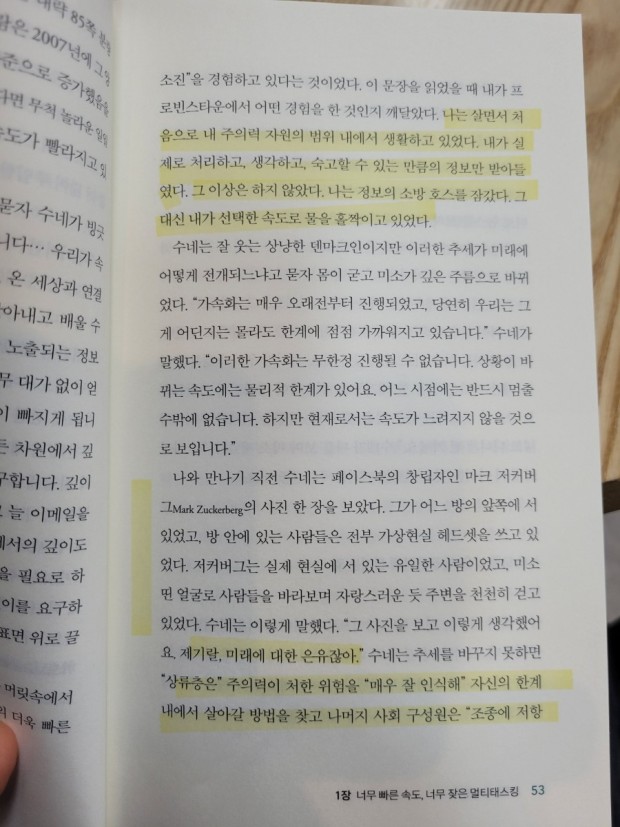 대략 85쪽 분량
람은 2007년에 그
준으로 증가했음을
다면 무척 놀라운 일일
속도가 빨라지고 있
묻자 수네가 빙긋
니다… 우리가 속
온 세상과 연결
아내고 배울 수
노출되는 정보
무 대가 없이 얻
이 빠지게 됩니
든 차원에서 깊
구합니다. 깊이
고 늘 이메일을
에서의 깊이도
을 필요로 하
이를 요구하
표면 위로 끌
머릿속에서
더욱 빠른
소진”을 경험하고 있다는 것이었다. 이 문장을 읽었을 때 내가 프
로빈스타운에서 어떤 경험을 한 것인지 깨달았다. 나는 살면서 처
음으로 내 주의력 자원의 범위 내에서 생활하고 있었다. 내가 실
제로 처리하고, 생각하고, 숙고할 수 있는 만큼의 정보만 받아들
였다. 그 이상은 하지 않았다. 나는 정보의 소방 호스를 잠갔다. 그
대신 내가 선택한 속도로 물을 홀짝이고 있었다.
수네는 잘 웃는 상냥한 덴마크인이지만 이러한 추세가 미래에
어떻게 전개되느냐고 묻자 몸이 굳고 미소가 깊은 주름으로 바뀌
었다. “가속화는 매우 오래전부터 진행되었고, 당연히 우리는 그
게 어딘지는 몰라도 한계에 점점 가까워지고 있습니다.” 수네가
말했다. “이러한 가속화는 무한정 진행될 수 없습니다. 상황이 바
뀌는 속도에는 물리적 한계가 있어요. 어느 시점에는 반드시 멈출
수밖에 없습니다. 하지만 현재로서는 속도가 느려지지 않을 것으
로 보입니다.”
나와 만나기 직전 수네는 페이스북의 창립자인 마크 저커버
그Mark Zuckerberg의 사진 한 장을 보았다. 그가 어느 방의 앞쪽에 서
있었고, 방 안에 있는 사람들은 전부 가상현실 헤드셋을 쓰고 있
었다. 저커버그는 실제 현실에 서 있는 유일한 사람이었고, 미소
띤 얼굴로 사람들을 바라보며 자랑스러운 듯 주변을 천천히 걷고
있었다. 수네는 이렇게 말했다. “그 사진을 보고 이렇게 생각했어
요. 제기랄, 미래에 대한 은유잖아.” 수네는 추세를 바꾸지 못하면
“상류층은” 주의력이 처한 위험을 “매우 잘 인식해” 자신의 한계
내에서 살아갈 방법을 찾고 나머지 사회 구성원은 “조종에 저항
1장 너무 빠른 속도, 너무 잦은 멀티태스킹 53